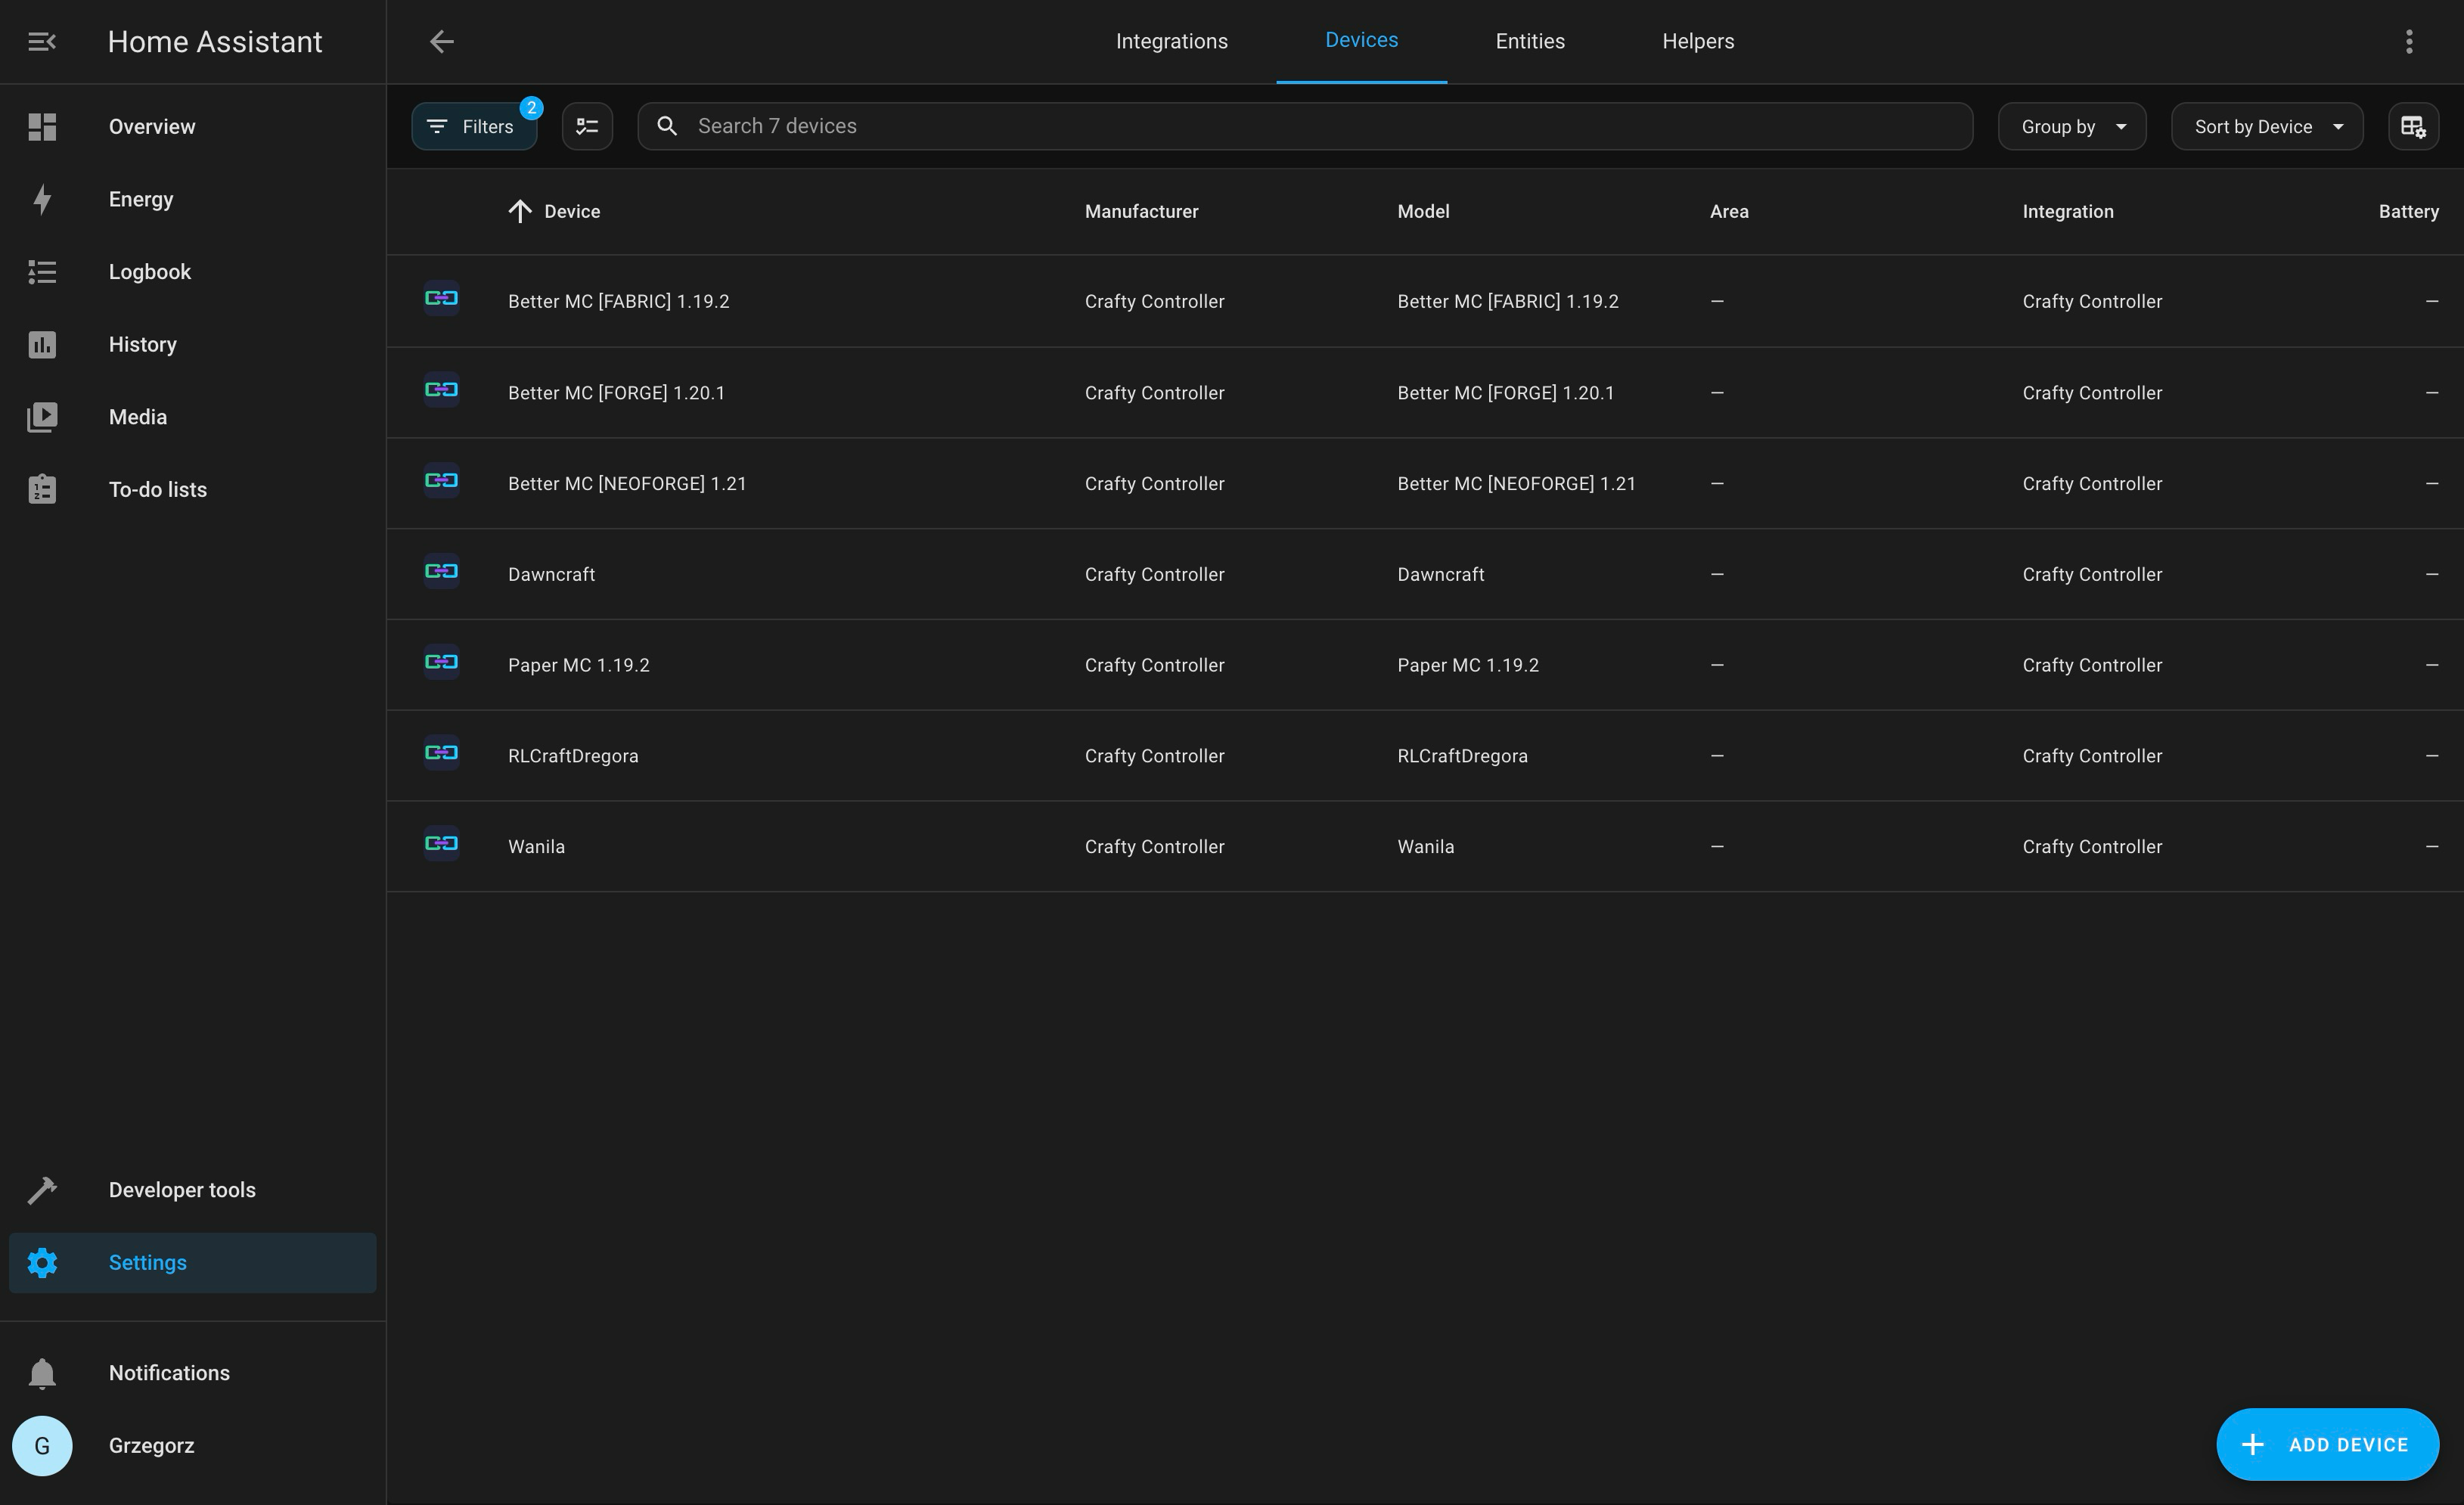 Home Assistant
Integrations
Devices
Entities
Helpers
Overview
Energy
Logbook
History
Media
To-do lists
Developer tools
Settings
Notifications
G
Grzegorz
Filters
2
Search 7 devices
Group by
Sort by Device
Device Manufacturer Model Area Integration Battery
Better MC [FABRIC] 1.19.2 Crafty Controller Better MC [FABRIC] 1.19.2 — Crafty Controller —
Better MC [FORGE] 1.20.1 Crafty Controller Better MC [FORGE] 1.20.1 — Crafty Controller —
Better MC [NEOFORGE] 1.21 Crafty Controller Better MC [NEOFORGE] 1.21 — Crafty Controller —
Dawncraft Crafty Controller Dawncraft — Crafty Controller —
Paper MC 1.19.2 Crafty Controller Paper MC 1.19.2 — Crafty Controller —
RLCraftDregora Crafty Controller RLCraftDregora — Crafty Controller —
Wanila Crafty Controller Wanila — Crafty Controller —
ADD DEVICE